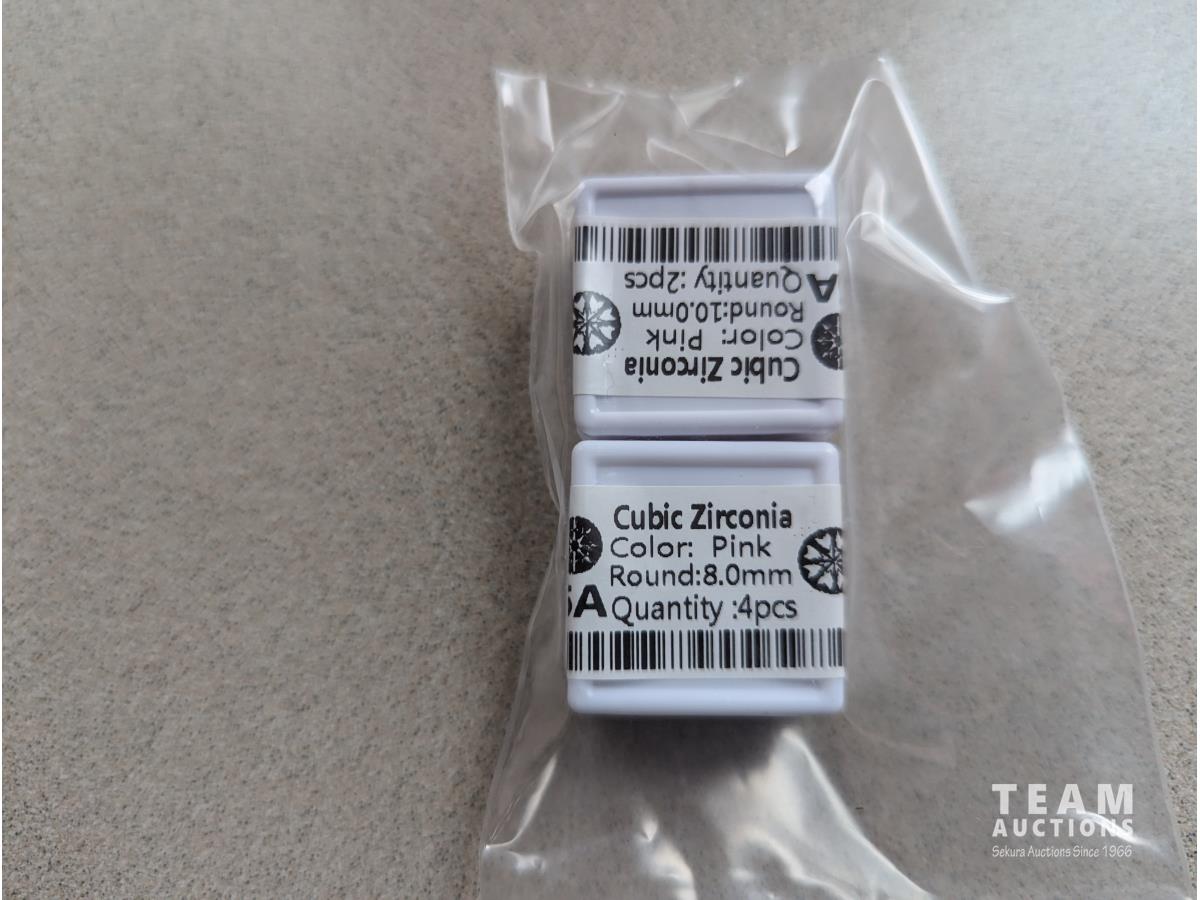 Quantity :2pcs
A
Round:10.0mm
Color: Pink
Cubic Zirconia
Cubic Zirconia
Color: Pink
Round:8.0mm
5A Quantity :4pcs
TEAM
AUCTIONS
Sekura Auctions Since 1966